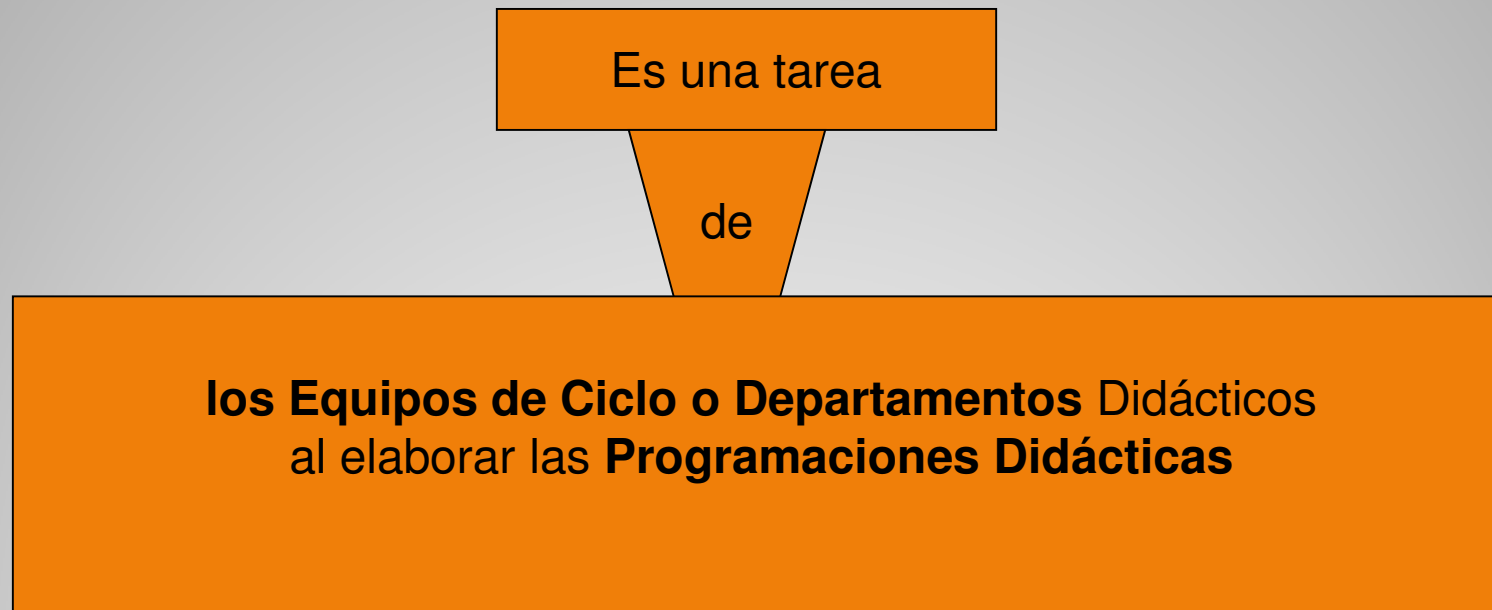 Es una tarea
de
los Equipos de Ciclo o Departamentos Didácticos
al elaborar las Programaciones Didácticas